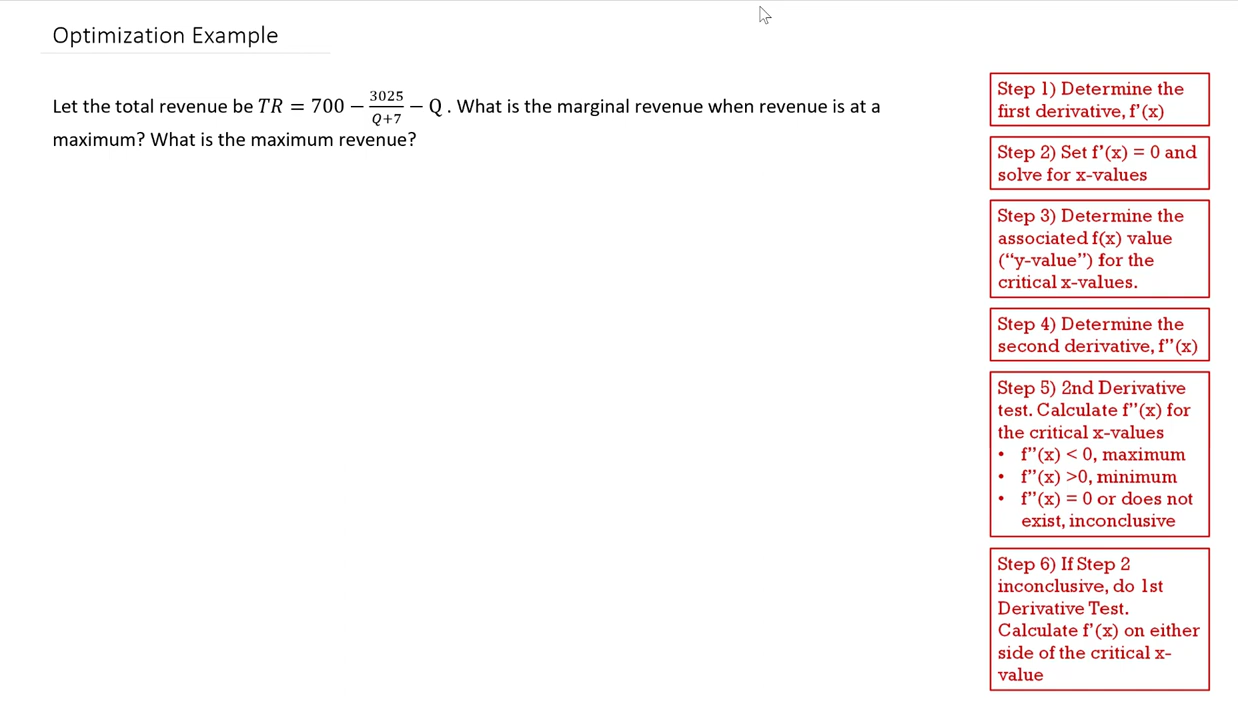 Optimization Example
Let the total revenue be TR = 700 − 3025/(Q+7) − Q . What is the marginal revenue when revenue is at a
maximum? What is the maximum revenue?
Step 1) Determine the
first derivative, f’(x)
Step 2) Set f’(x) = 0 and
solve for x-values
Step 3) Determine the
associated f(x) value
(“y-value”) for the
critical x-values.
Step 4) Determine the
second derivative, f’’(x)
Step 5) 2nd Derivative
test. Calculate f’’(x) for
the critical x-values
• f’’(x) < 0, maximum
• f’’(x) >0, minimum
• f’’(x) = 0 or does not
exist, inconclusive
Step 6) If Step 2
inconclusive, do 1st
Derivative Test.
Calculate f’(x) on either
side of the critical x-
value